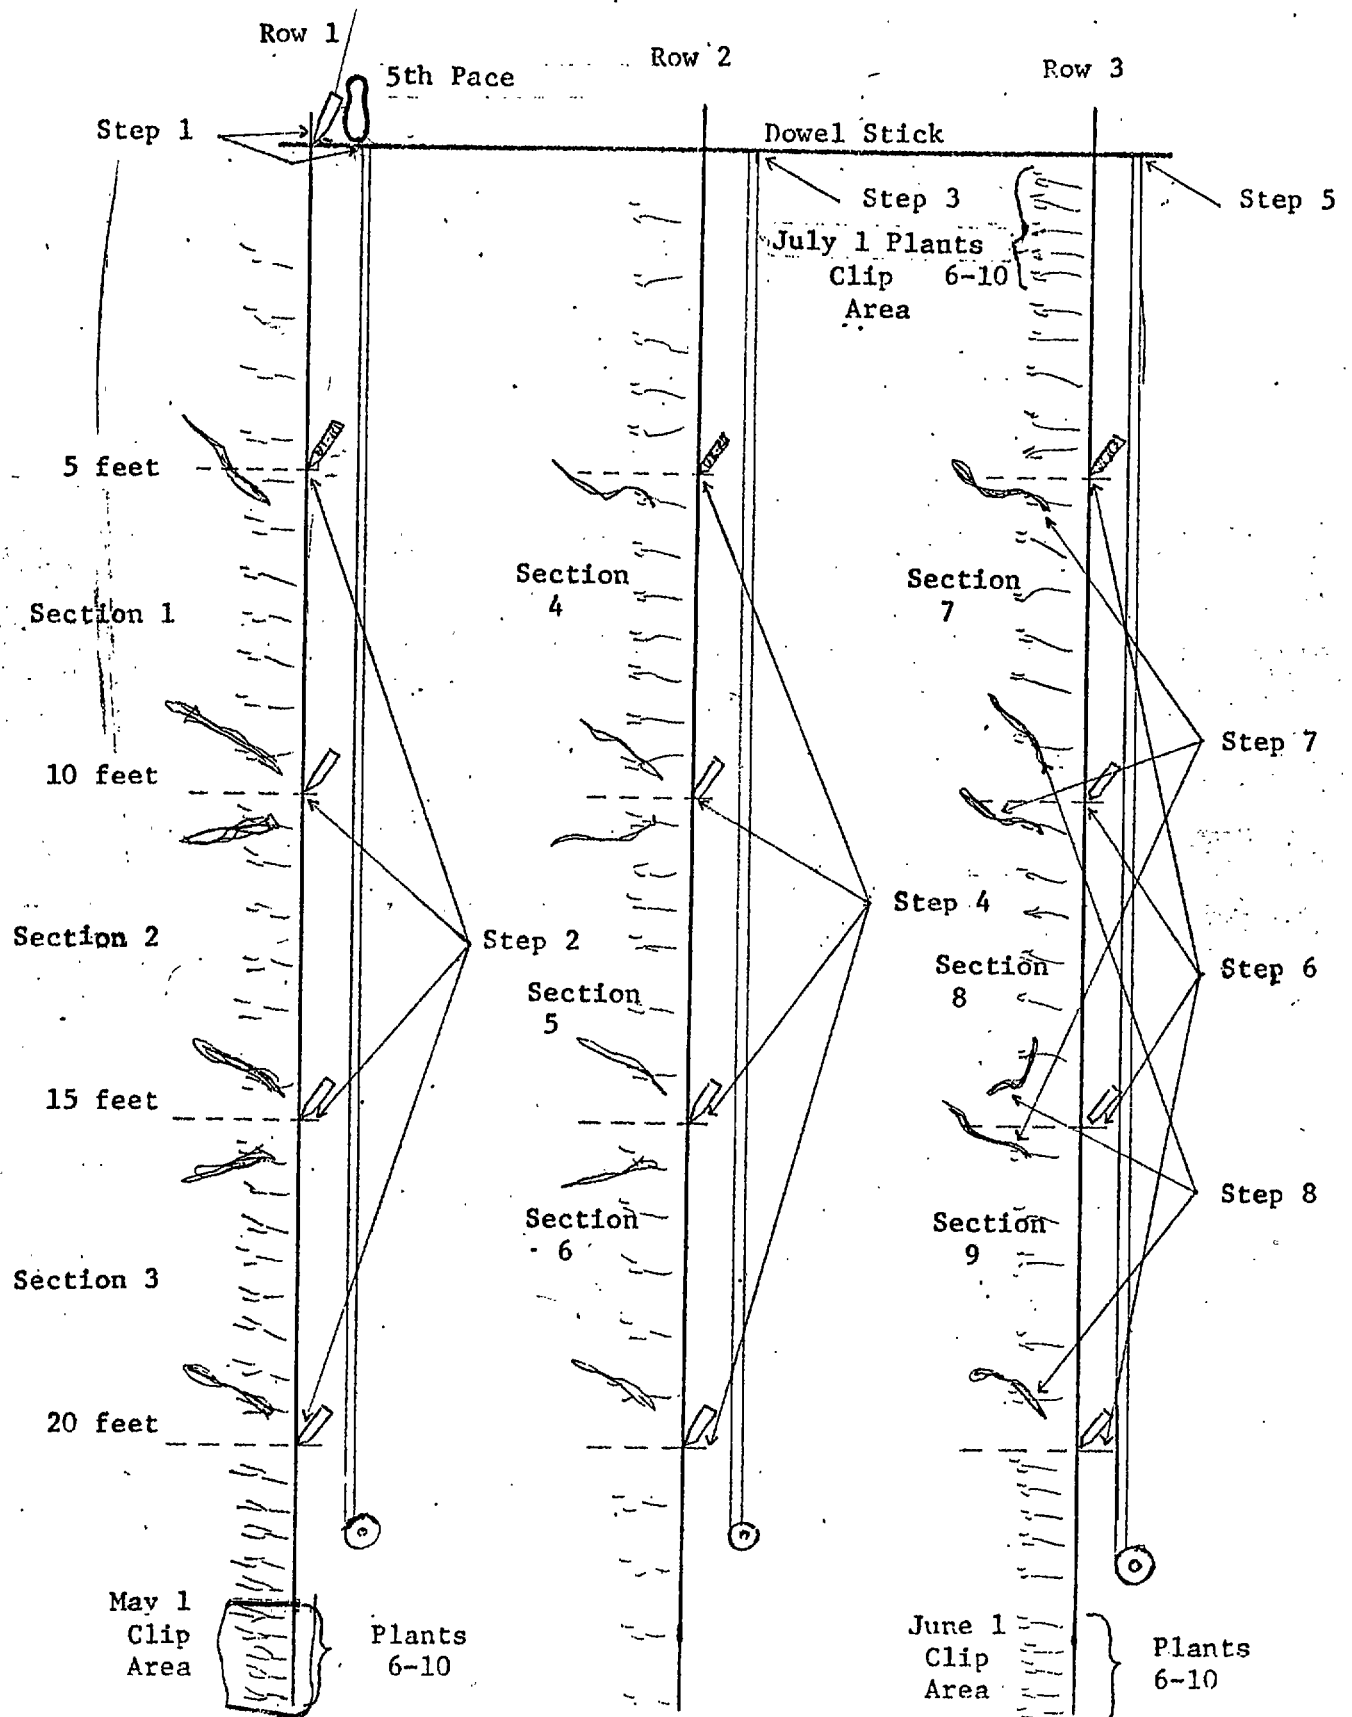 Row 1
Row 2
Row 3
5th Pace
Step 1
Dowel Stick
Step 3
Step 5
July 1 Plants
Clip 6-10
Area
5 feet
Section
4
Section
7
Section 1
Step 7
10 feet
Step 4
Section 2
Step 2
Section
8
Step 6
Section
5
15 feet
Step 8
Section
6
Section
9
Section 3
20 feet
May 1
Clip
Area
Plants
6-10
June 1
Clip
Area
Plants
6-10